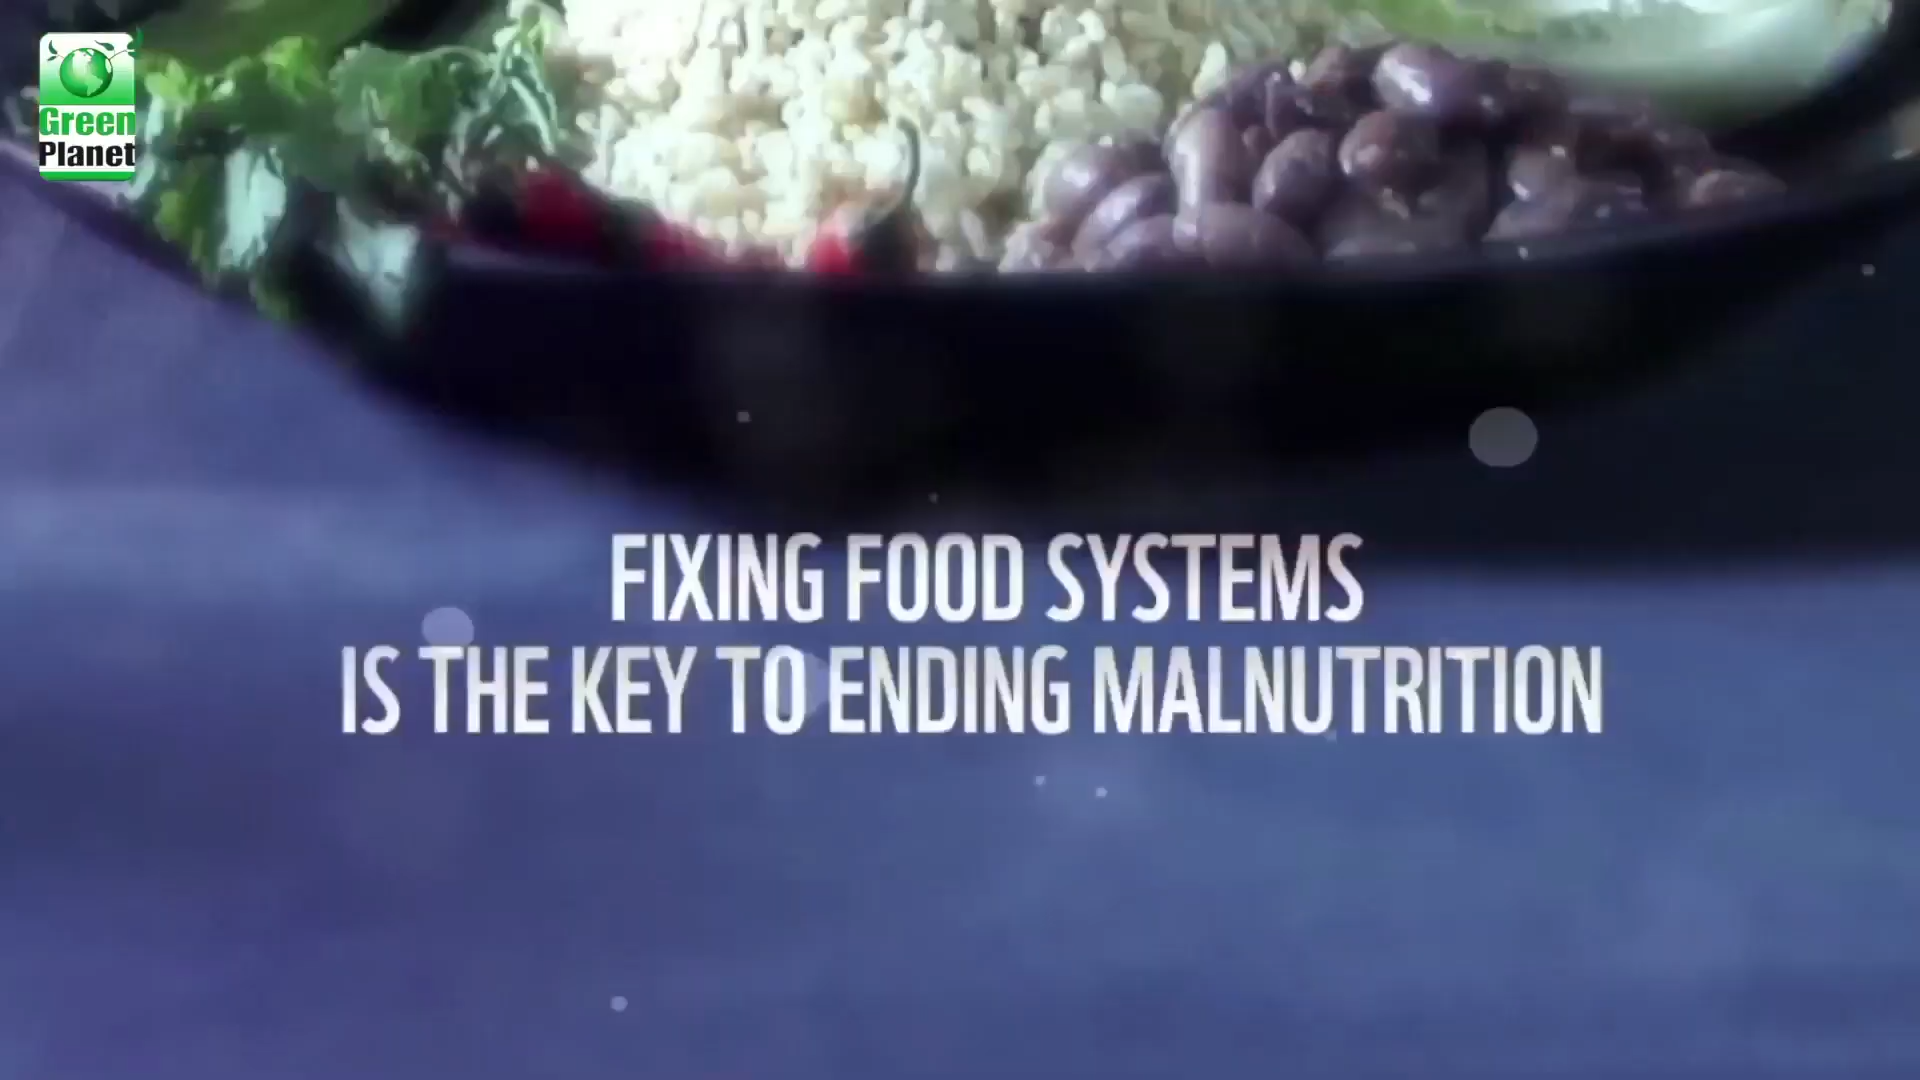 Green
Planet
FIXING FOOD SYSTEMS
IS THE KEY TO ENDING MALNUTRITION